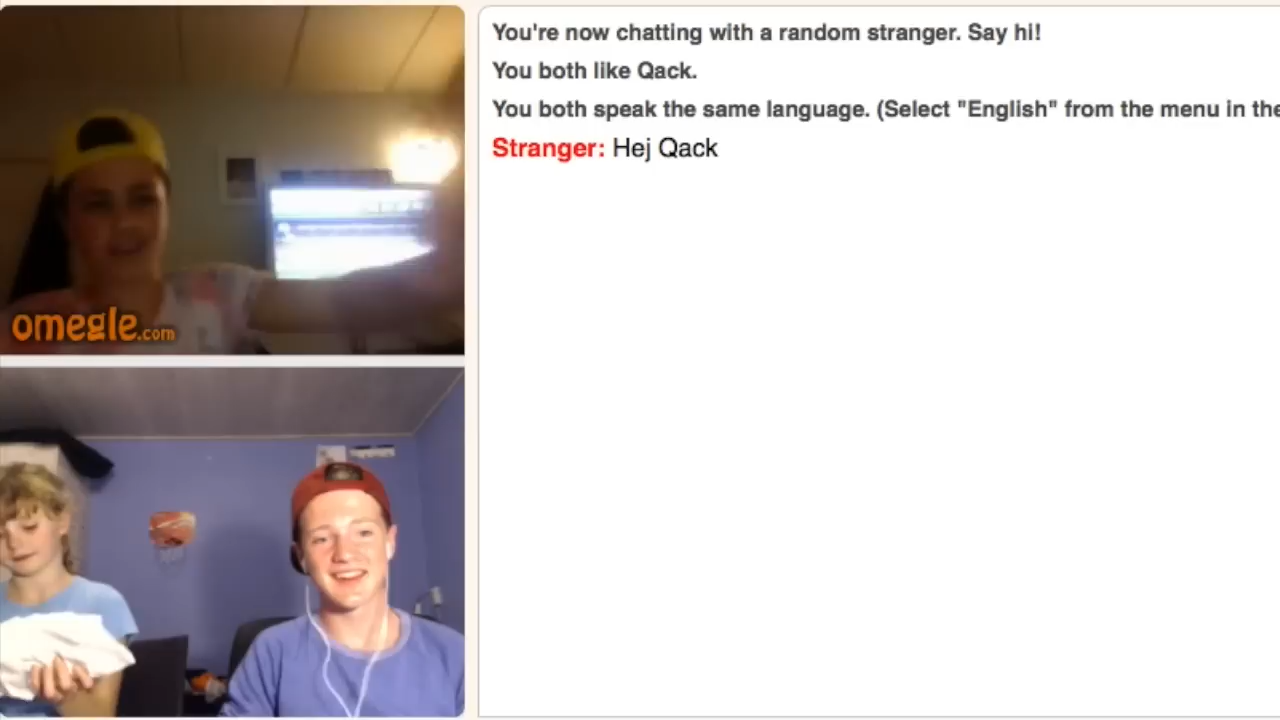 You're now chatting with a random stranger. Say hi!
You both like Qack.
You both speak the same language. (Select "English" from the menu in the
Stranger: Hej Qack
omegle.com